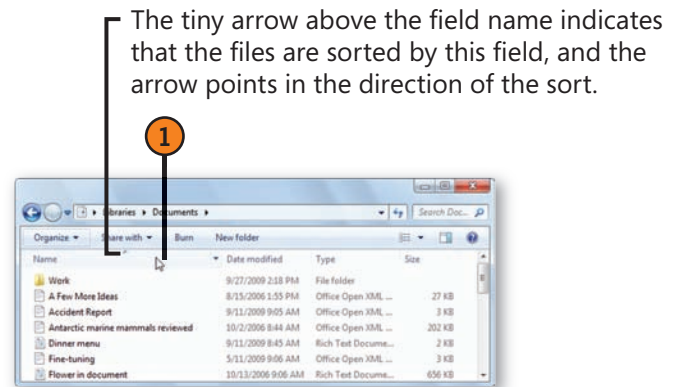 The tiny arrow above the field name indicates
that the files are sorted by this field, and the
arrow points in the direction of the sort.
1
Libraries Documents Search Doc...
Organize Share with Burn New folder
Name Date modified Type Size
Work 9/27/2009 2:18 PM File folder
A Few More Ideas 8/15/2006 1:55 PM Office Open XML ... 27 KB
Accident Report 9/11/2009 9:05 AM Office Open XML ... 3 KB
Antarctic marine mammals reviewed 10/2/2006 8:44 AM Office Open XML ... 202 KB
Dinner menu 9/11/2009 8:45 AM Rich Text Docume... 2 KB
Fine-tuning 5/11/2009 9:06 AM Office Open XML ... 3 KB
Flower in document 10/13/2006 9:06 AM Rich Text Docume... 656 KB